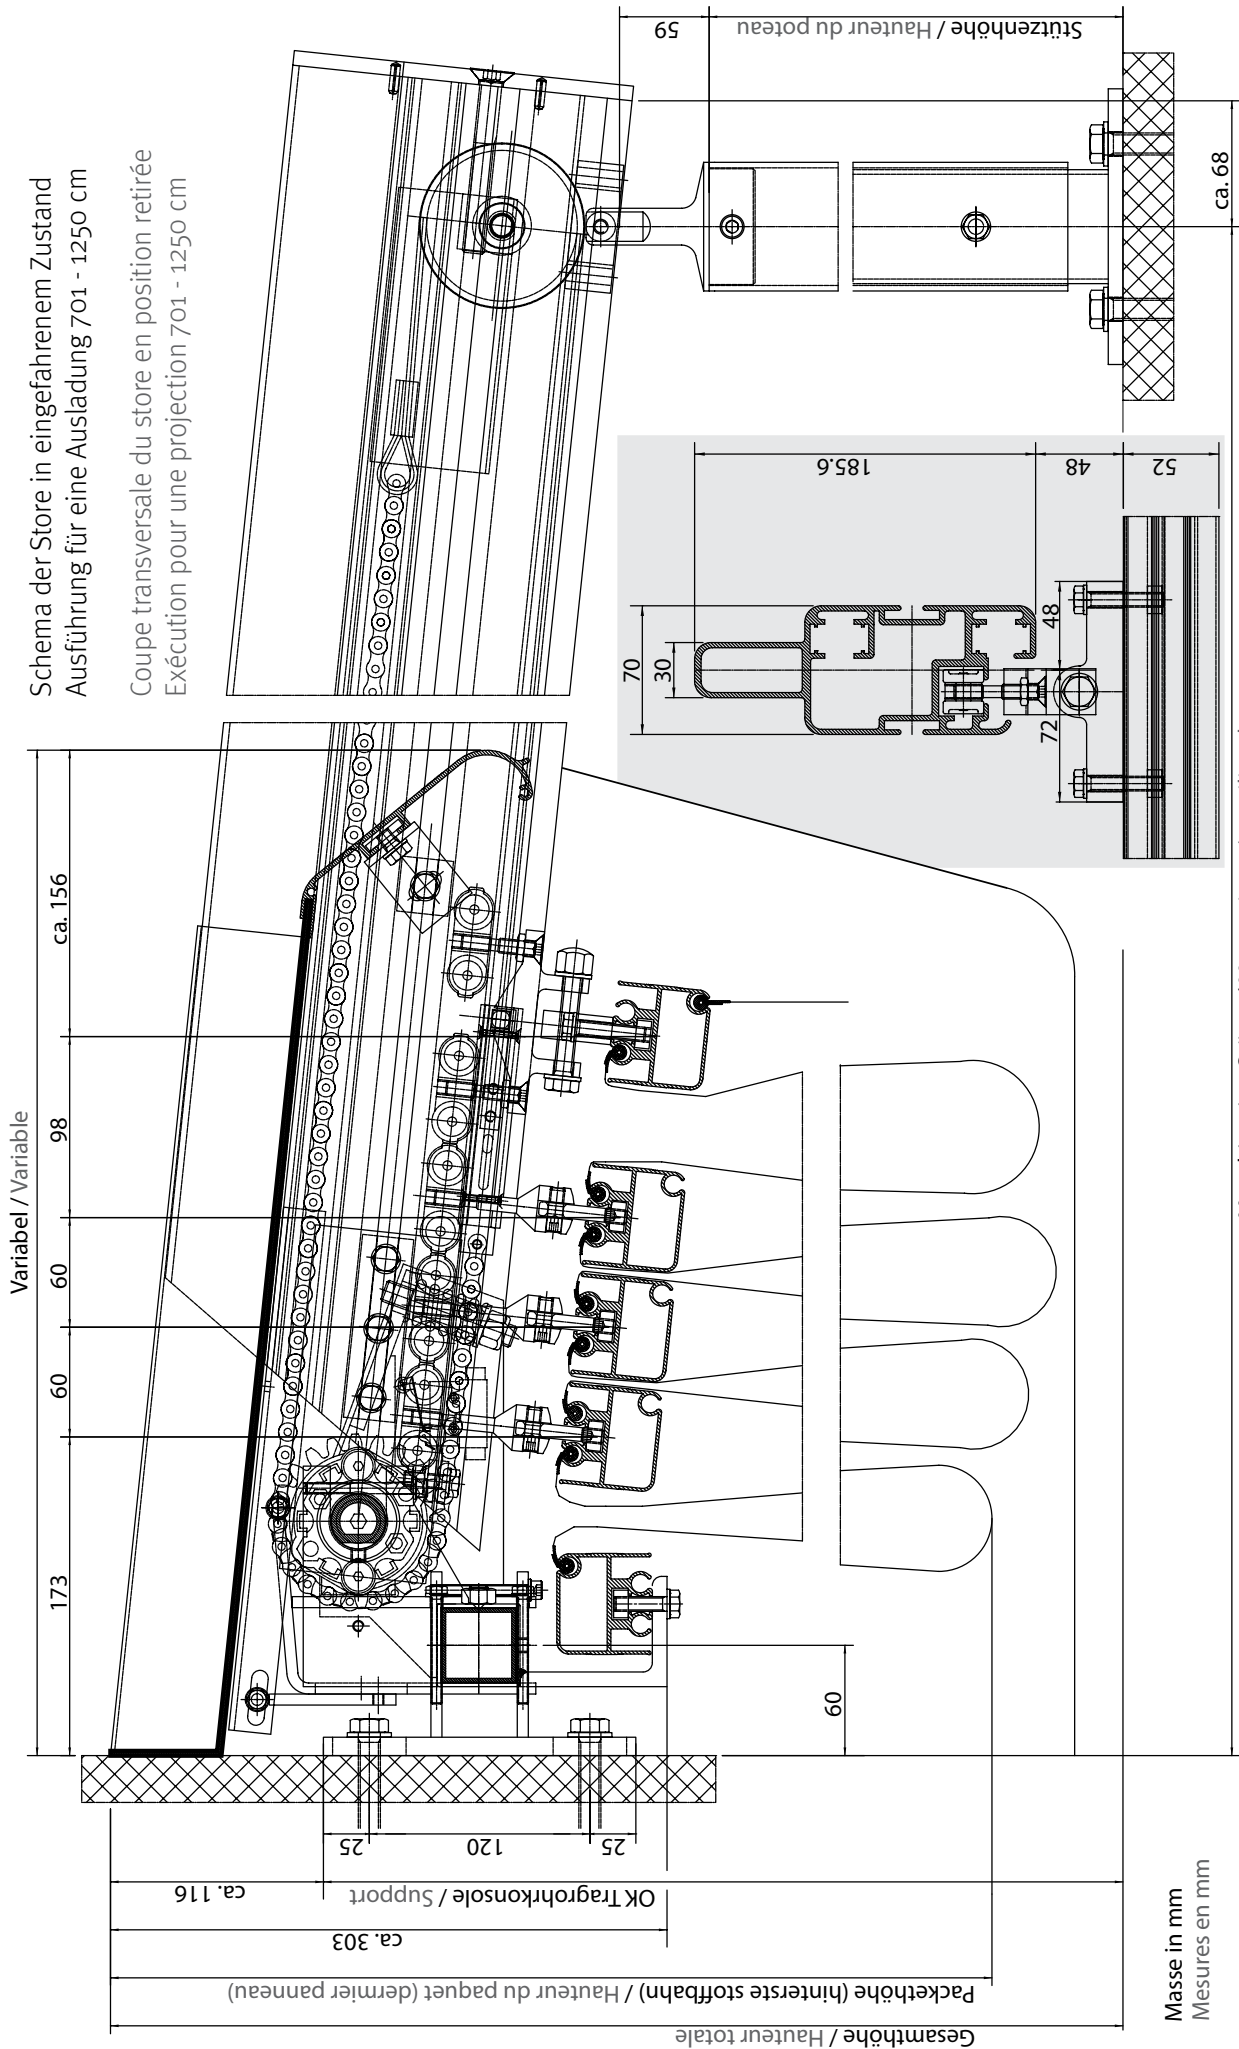 Schema der Store in eingefahrenem Zustand
Ausführung für eine Ausladung 701 - 1250 cm
Coupe transversale du store en position retirée
Exécution pour une projection 701 - 1250 cm
Variabel / Variable
173
60
60
98
ca. 156
59
Stützenhöhe / Hauteur du poteau
ca. 68
70
30
185.6
48
52
72
48
60
25
120
25
ca. 116
OK Tragrohrkonsole / Support
ca. 303
Packethöhe (hinterste stoffbahn) / Hauteur du paquet (dermier panneau)
Gesamthöhe / Hauteur totale
Masse in mm
Mesures en mm